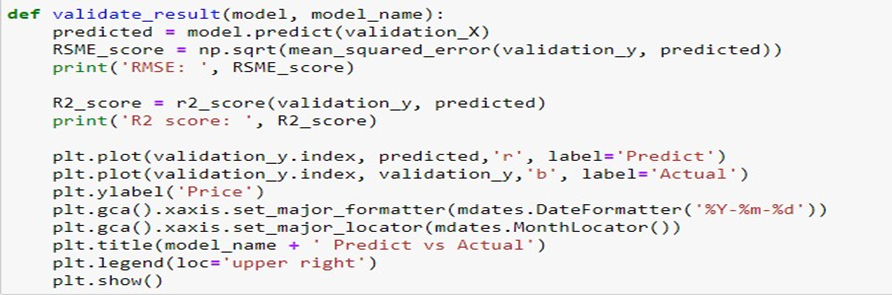 def validate_result(model, model_name):
    predicted = model.predict(validation_X)
    RSME_score = np.sqrt(mean_squared_error(validation_y, predicted))
    print('RMSE: ', RSME_score)

    R2_score = r2_score(validation_y, predicted)
    print('R2 score: ', R2_score)

    plt.plot(validation_y.index, predicted,'r', label='Predict')
    plt.plot(validation_y.index, validation_y,'b', label='Actual')
    plt.ylabel('Price')
    plt.gca().xaxis.set_major_formatter(mdates.DateFormatter('%Y-%m-%d'))
    plt.gca().xaxis.set_major_locator(mdates.MonthLocator())
    plt.title(model_name + ' Predict vs Actual')
    plt.legend(loc='upper right')
    plt.show()